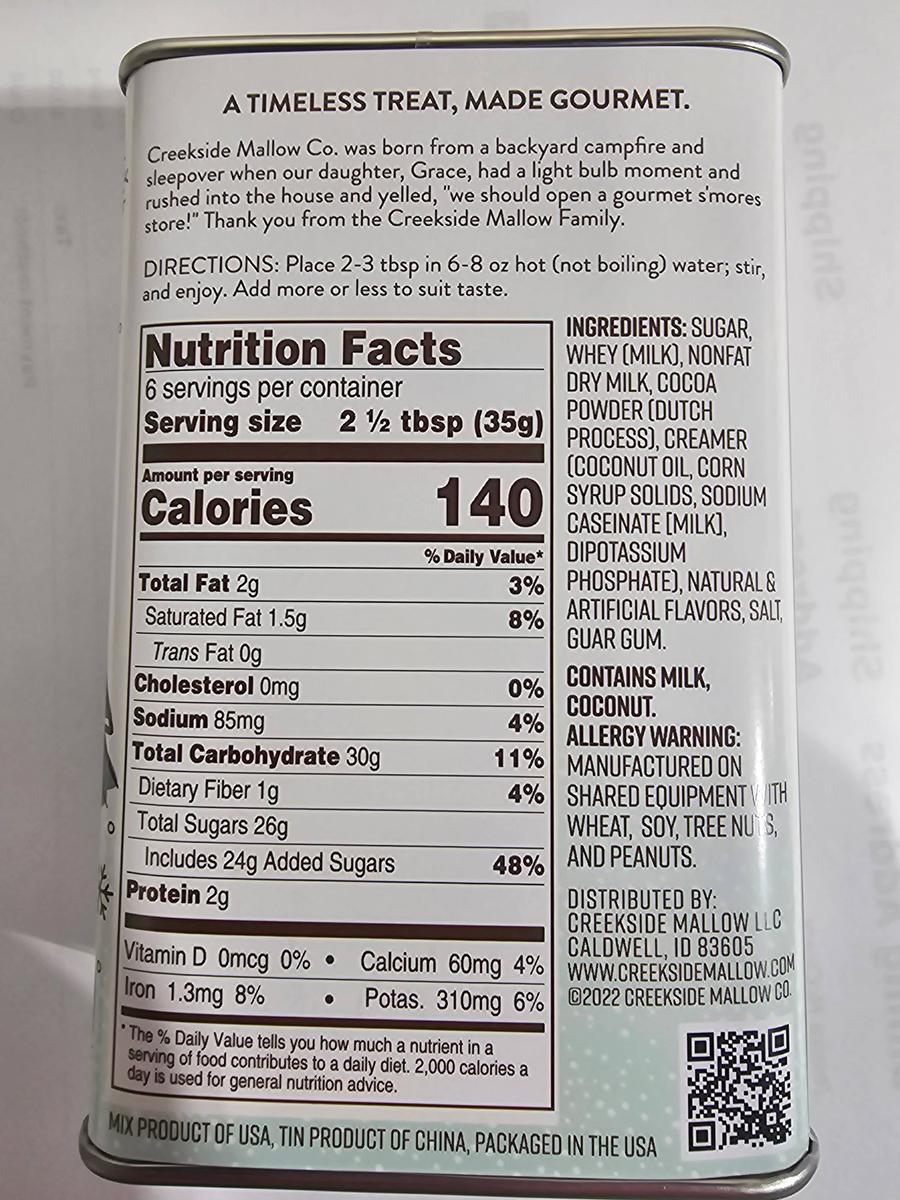 A TIMELESS TREAT, MADE GOURMET.
Creekside Mallow Co. was born from a backyard campfire and
sleepover when our daughter, Grace, had a light bulb moment and
rushed into the house and yelled, "we should open a gourmet s'mores
store!" Thank you from the Creekside Mallow Family.
DIRECTIONS: Place 2-3 tbsp in 6-8 oz hot (not boiling) water; stir,
and enjoy. Add more or less to suit taste.
Nutrition Facts
6 servings per container
Serving size 2 ½ tbsp (35g)
Amount per serving
Calories 140
% Daily Value*
Total Fat 2g 3%
Saturated Fat 1.5g 8%
Trans Fat 0g
Cholesterol 0mg 0%
Sodium 85mg 4%
Total Carbohydrate 30g 11%
Dietary Fiber 1g 4%
Total Sugars 26g
Includes 24g Added Sugars 48%
Protein 2g
Vitamin D 0mcg 0% • Calcium 60mg 4%
Iron 1.3mg 8% • Potas. 310mg 6%
*The % Daily Value tells you how much a nutrient in a
serving of food contributes to a daily diet. 2,000 calories a
day is used for general nutrition advice.
INGREDIENTS: SUGAR,
WHEY (MILK), NONFAT
DRY MILK, COCOA
POWDER (DUTCH
PROCESS), CREAMER
(COCONUT OIL, CORN
SYRUP SOLIDS, SODIUM
CASEINATE [MILK],
DIPOTASSIUM
PHOSPHATE), NATURAL &
ARTIFICIAL FLAVORS, SALT,
GUAR GUM.
CONTAINS MILK,
COCONUT.
ALLERGY WARNING:
MANUFACTURED ON
SHARED EQUIPMENT WITH
WHEAT, SOY, TREE NUTS,
AND PEANUTS.
DISTRIBUTED BY:
CREEKSIDE MALLOW LLC
CALDWELL, ID 83605
WWW.CREEKSIDEMALLOW.COM
©2022 CREEKSIDE MALLOW CO.
MIX PRODUCT OF USA, TIN PRODUCT OF CHINA, PACKAGED IN THE USA
Shipping
Shipping